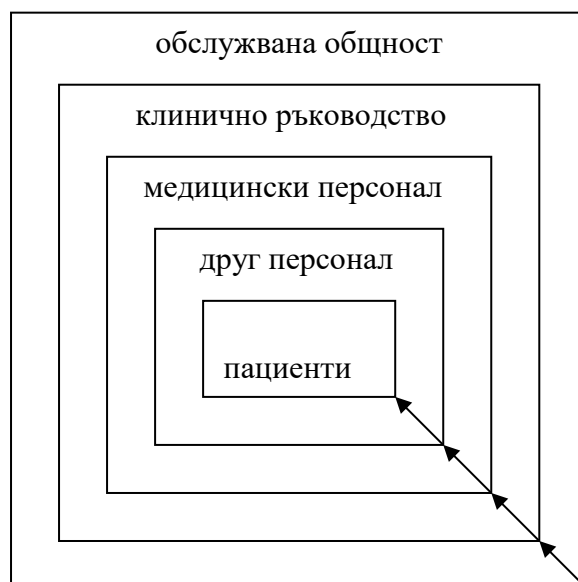 обслужвана общност
клинично ръководство
медицински персонал
друг персонал
пациенти